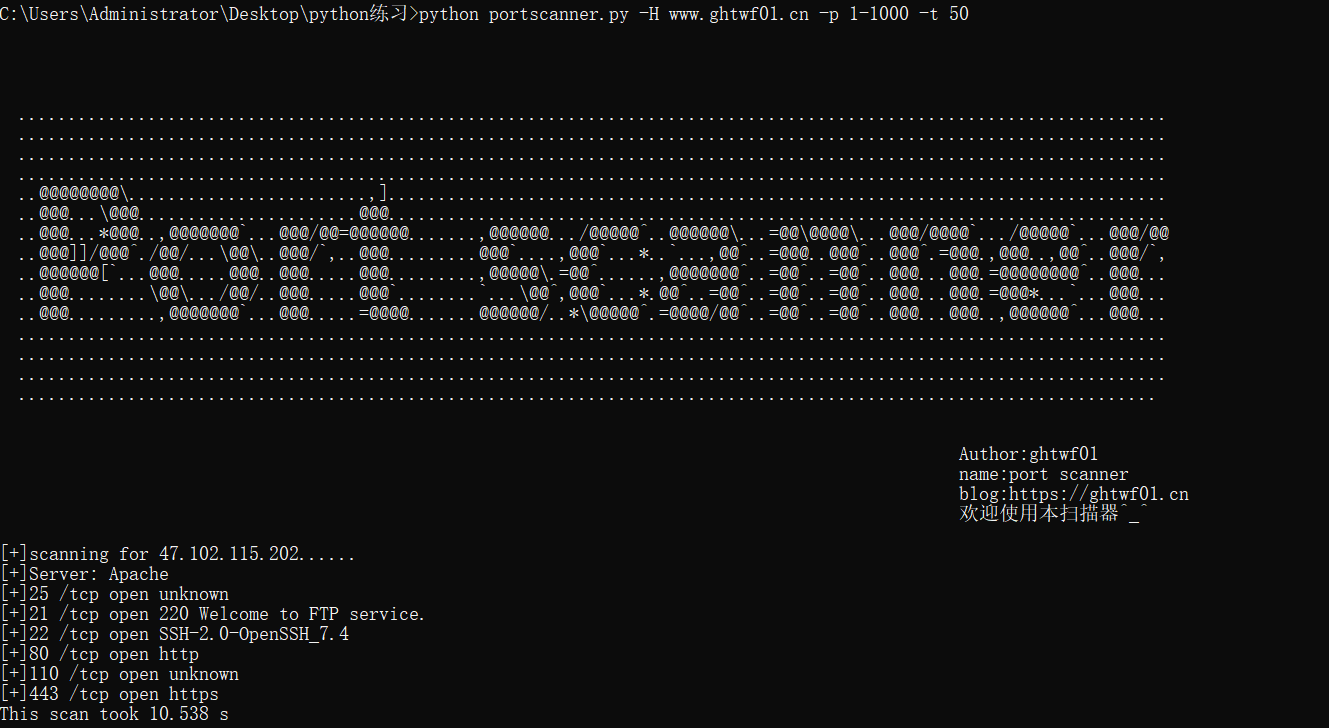 C:\Users\Administrator\Desktop\python练习>python portscanner.py -H www.ghtwf01.cn -p 1-1000 -t 50
Port Scanner
Author:ghtwf01
name:port scanner
blog:https://ghtwf01.cn
欢迎使用本扫描器^_^
[+]scanning for 47.102.115.202......
[+]Server: Apache
[+]25 /tcp open unknown
[+]21 /tcp open 220 Welcome to FTP service.
[+]22 /tcp open SSH-2.0-OpenSSH_7.4
[+]80 /tcp open http
[+]110 /tcp open unknown
[+]443 /tcp open https
This scan took 10.538 s